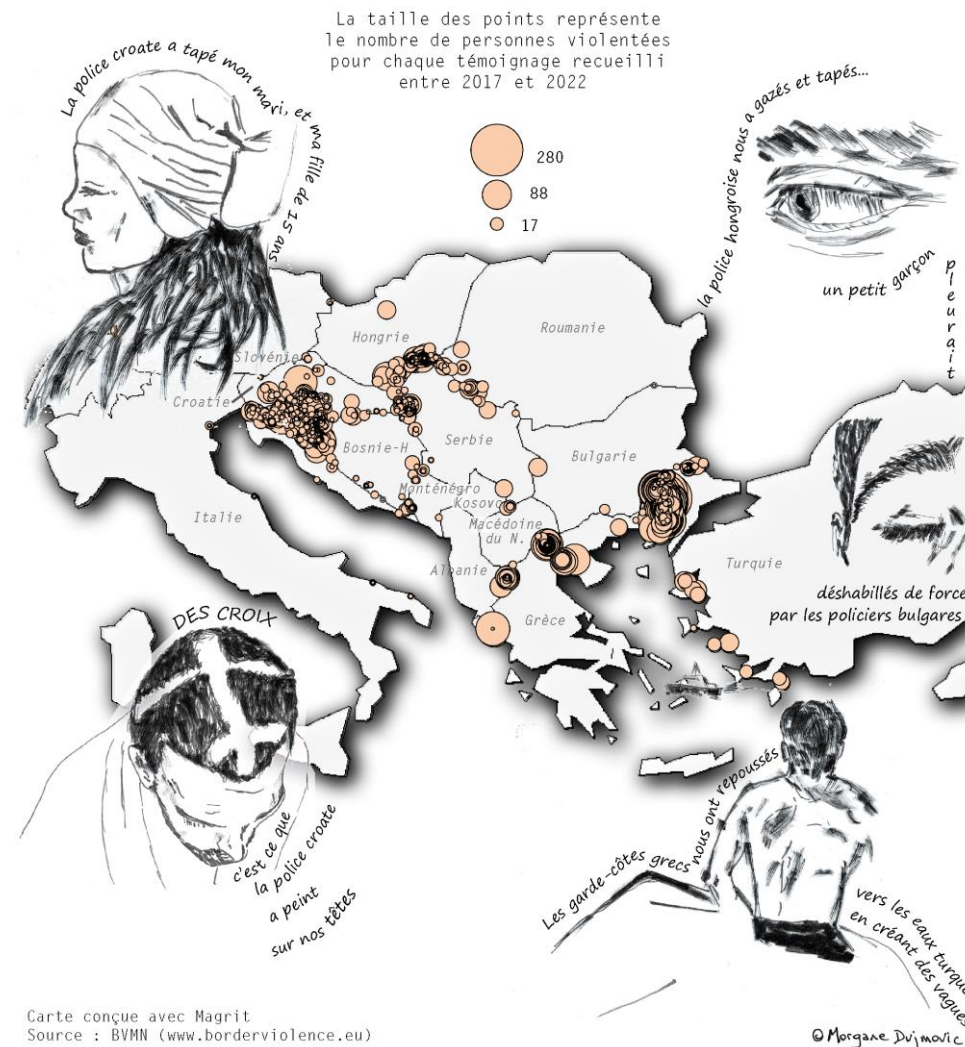 La taille des points représente
le nombre de personnes violentées
pour chaque témoignage recueilli
entre 2017 et 2022
280
88
17
La police croate a tapé mon mari, et ma fille de 15 ans
la police hongroise nous a gazés et tapés...
un petit garçon
pleurait
Hongrie
Roumanie
Slovénie
Croatie
Bosnie-H
Serbie
Bulgarie
Monténégro
Kosovo
Macédoine
du N.
Italie
Albanie
Turquie
Grèce
déshabillés de force
par les policiers bulgares
DES CROIX
c'est ce que
la police croate
a peint
sur nos têtes
Les garde-côtes grecs nous ont repoussés
vers les eaux turque
en créant des vagues
Carte conçue avec Magrit
Source : BVMN (www.borderviolence.eu)
© Morgane Dujmovic